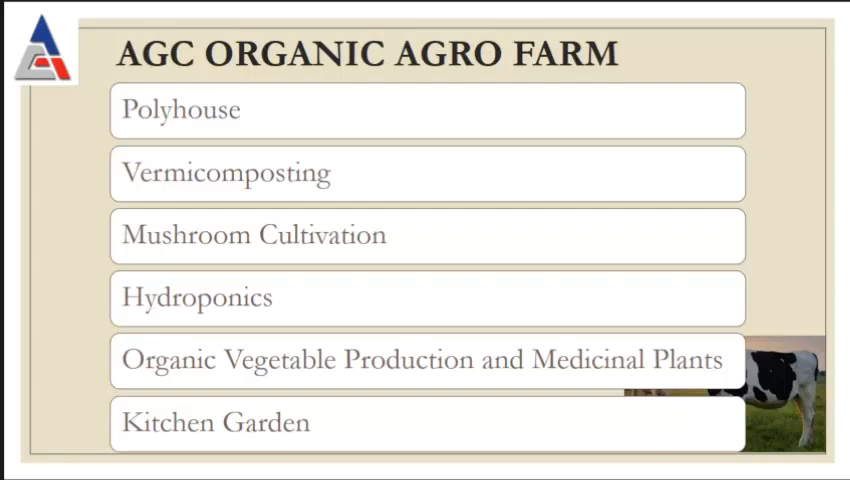 AGC ORGANIC AGRO FARM
Polyhouse
Vermicomposting
Mushroom Cultivation
Hydroponics
Organic Vegetable Production and Medicinal Plants
Kitchen Garden